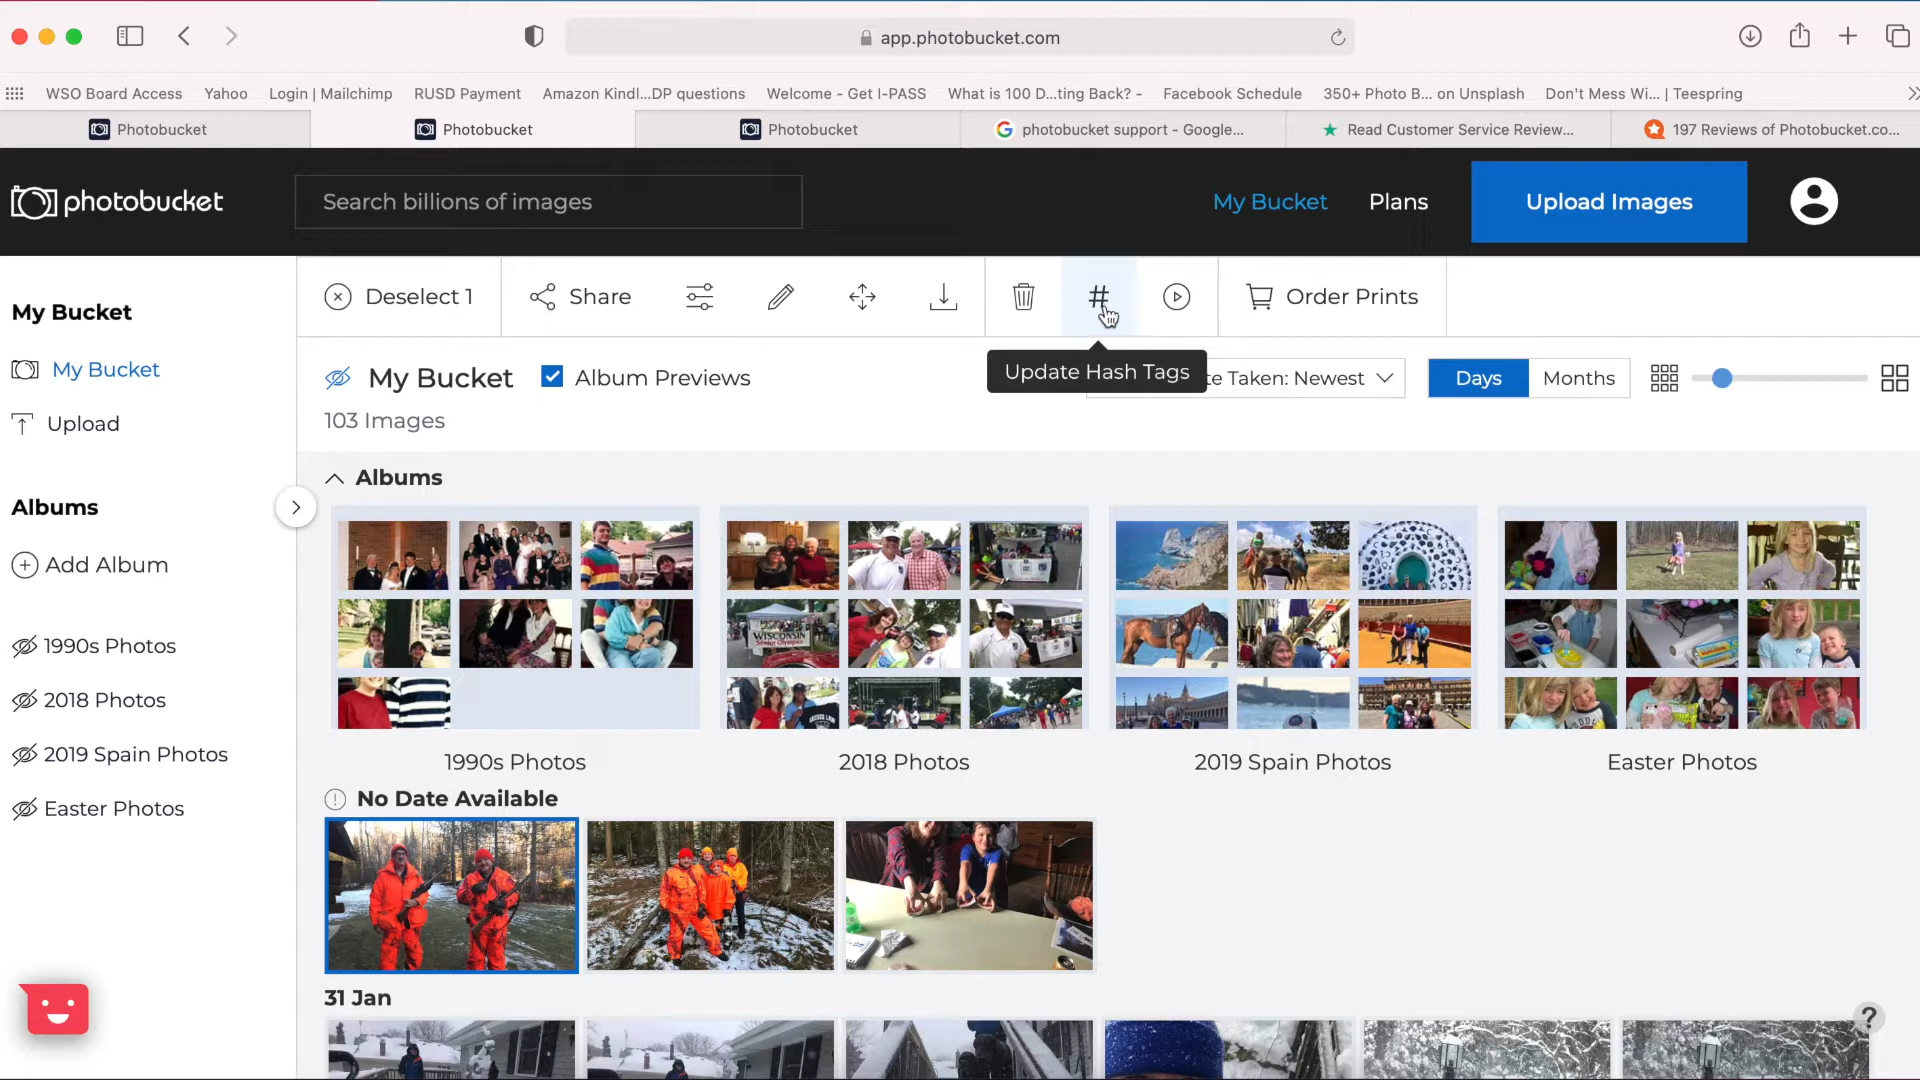 app.photobucket.com
WSO Board Access
Yahoo
Login | Mailchimp
RUSD Payment
Amazon Kindl...DP questions
Welcome - Get I-PASS
What is 100 D...ting Back? -
Facebook Schedule
350+ Photo B... on Unsplash
Don't Mess Wi... | Teespring
Photobucket
Photobucket
Photobucket
photobucket support - Google...
Read Customer Service Review...
197 Reviews of Photobucket.co...
photobucket
Search billions of images
My Bucket
Plans
Upload Images
Deselect 1
Share
#
Order Prints
Update Hash Tags
My Bucket
My Bucket
Upload
Albums
Add Album
1990s Photos
2018 Photos
2019 Spain Photos
Easter Photos
My Bucket
Album Previews
te Taken: Newest
Days
Months
103 Images
Albums
WISCONSIN
Senior Olympics
1990s Photos
2018 Photos
2019 Spain Photos
Easter Photos
No Date Available
31 Jan
?